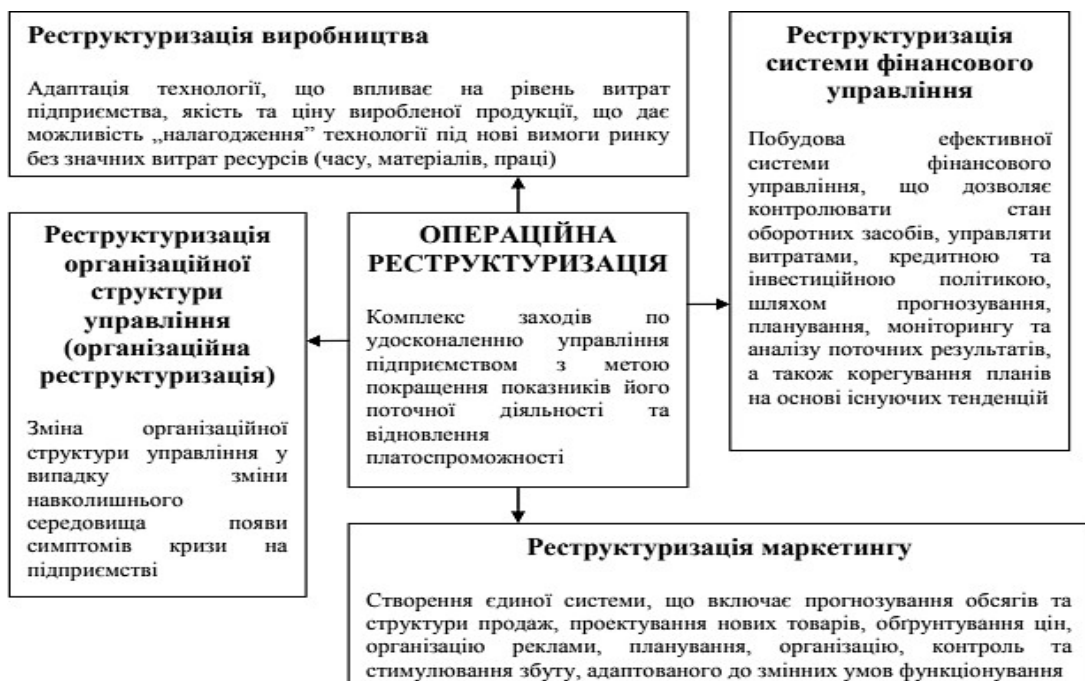 Реструктуризація виробництва
Адаптація технології, що впливає на рівень витрат
підприємства, якість та ціну виробленої продукції, що дає
можливість „налагодження” технології під нові вимоги ринку
без значних витрат ресурсів (часу, матеріалів, праці)
Реструктуризація
системи фінансового
управління
Побудова ефективної
системи фінансового
управління, що дозволяє
контролювати стан
оборотних засобів, управляти
витратами, кредитною та
інвестиційною політикою,
шляхом прогнозування,
планування, моніторингу та
аналізу поточних результатів,
а також корегування планів
на основі існуючих тенденцій
Реструктуризація
організаційної
структури
управління
(організаційна
реструктуризація)
Зміна організаційної
структури управління у
випадку зміни
навколишнього
середовища появи
симптомів кризи на
підприємстві
ОПЕРАЦІЙНА
РЕСТРУКТУРИЗАЦІЯ
Комплекс заходів по
удосконаленню управління
підприємством з метою
покращення показників його
поточної діяльності та
відновлення
платоспроможності
Реструктуризація маркетингу
Створення єдиної системи, що включає прогнозування обсягів та
структури продаж, проектування нових товарів, обґрунтування цін,
організацію реклами, планування, організацію, контроль та
стимулювання збуту, адаптованого до змінних умов функціонування